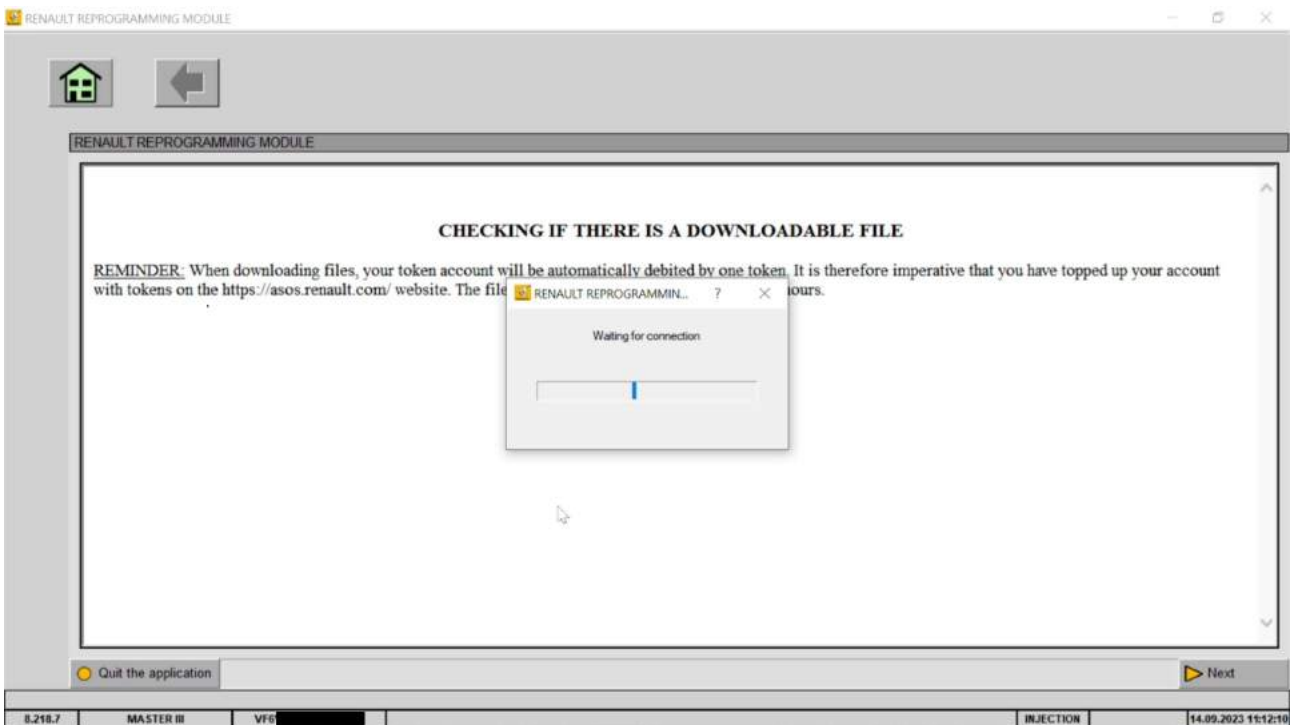 RENAULT REPROGRAMMING MODULE
RENAULT REPROGRAMMING MODULE
CHECKING IF THERE IS A DOWNLOADABLE FILE
REMINDER: When downloading files, your token account will be automatically debited by one token. It is therefore imperative that you have topped up your account
with tokens on the https://asos.renault.com/ website. The file
ours.
RENAULT REPROGRAMMIN... ?
Waiting for connection
Quit the application
Next
8.218.7 MASTER III VF6 INJECTION 14.09.2023 11:12:10